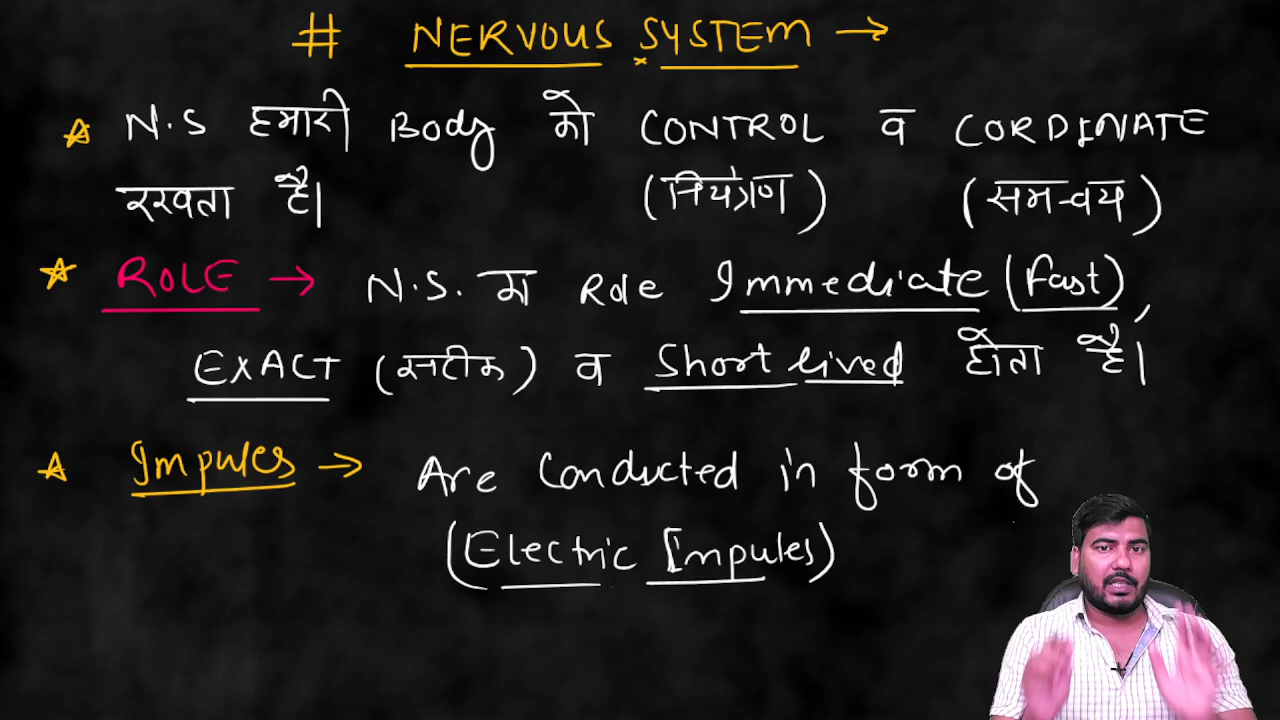 # NERVOUS SYSTEM →
N.S हमारी Body को CONTROL व CORDINATE
रखता है। (नियंत्रण) (समन्वय)
ROLE → N.S. का Role Immediate (fast),
EXACT (सटीक) व Short lived होता है।
Impules → Are Conducted in form of
(Electric Impules)